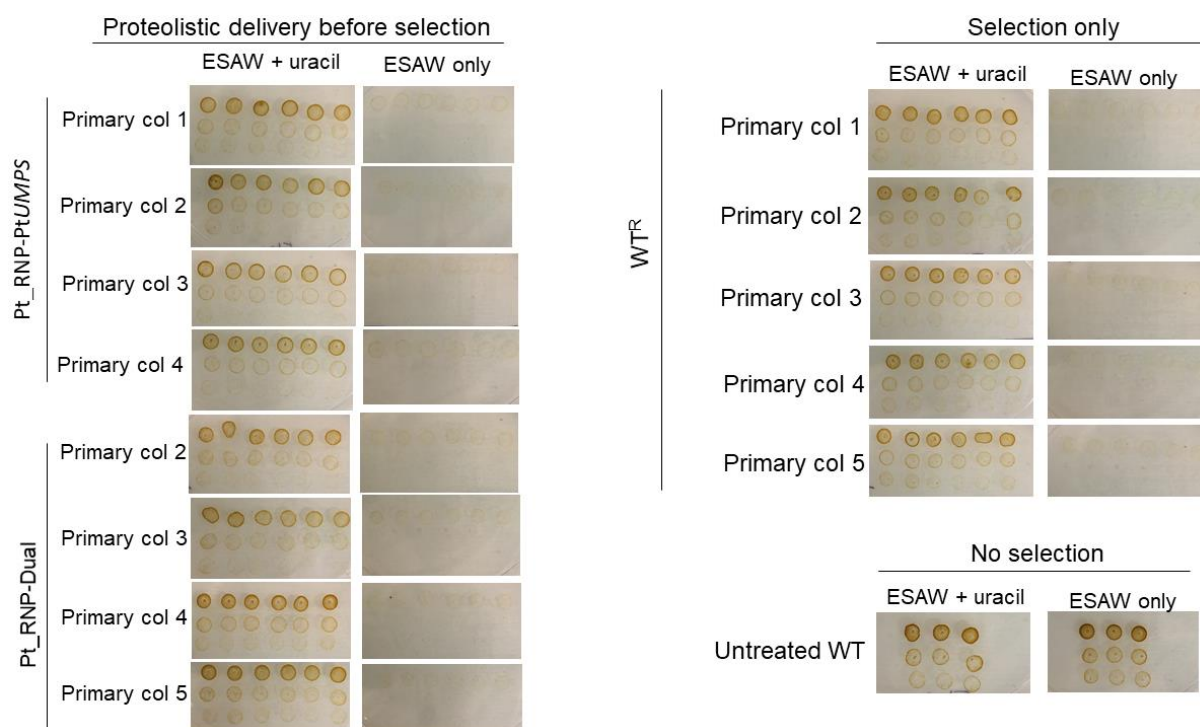 Proteolistic delivery before selection
ESAW + uracil
ESAW only
Pt_RNP-PtUMPS
Primary col 1
Primary col 2
Primary col 3
Primary col 4
Pt_RNP-Dual
Primary col 2
Primary col 3
Primary col 4
Primary col 5
Selection only
ESAW + uracil
ESAW only
WTᴿ
Primary col 1
Primary col 2
Primary col 3
Primary col 4
Primary col 5
No selection
ESAW + uracil
ESAW only
Untreated WT